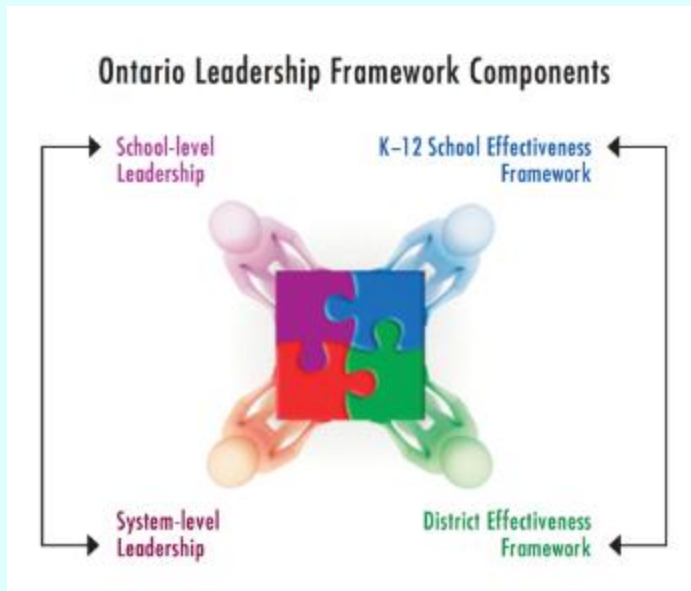 Ontario Leadership Framework Components
School-level
Leadership
K–12 School Effectiveness
Framework
System-level
Leadership
District Effectiveness
Framework